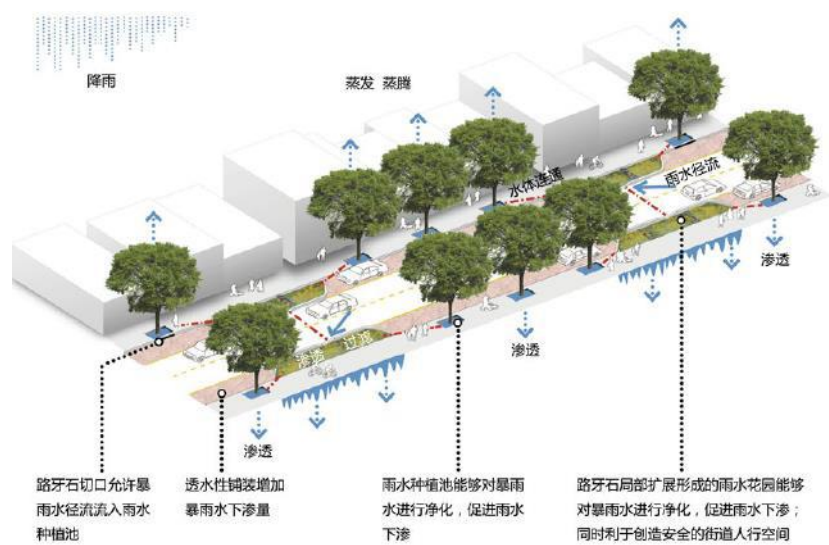 降雨
蒸发 蒸腾
水体连通
雨水径流
渗透
渗透
渗透 过滤
渗透
路牙石切口允许暴
雨水径流流入雨水
种植池
透水性铺装增加
暴雨水下渗量
雨水种植池能够对暴雨
水进行净化，促进雨水
下渗
路牙石局部扩展形成的雨水花园能够
对暴雨水进行净化，促进雨水下渗；
同时利于创造安全的街道人行空间